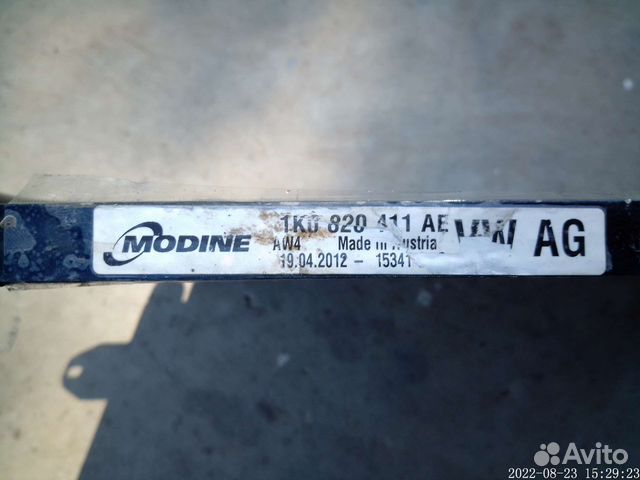 MODINE
1K0 820 411 AE VW AG
AW4 Made in Austria
19.04.2012 - 15341
Avito
2022-08-23 15:29:23